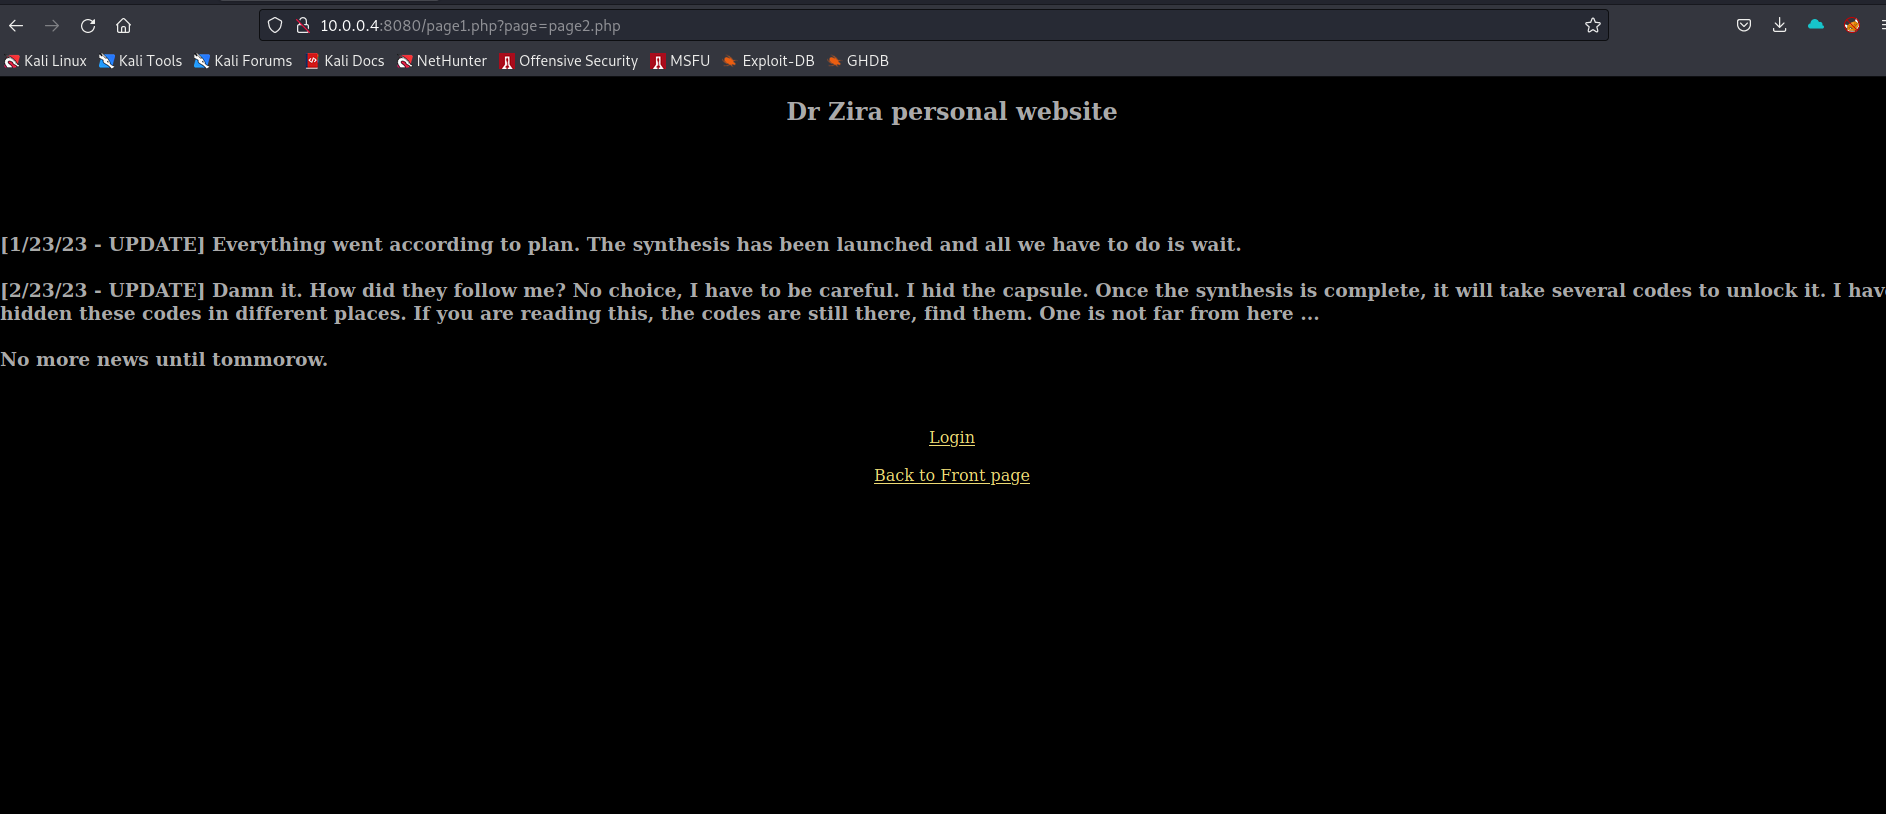 10.0.0.4:8080/page1.php?page=page2.php
Kali Linux Kali Tools Kali Forums Kali Docs NetHunter Offensive Security MSFU Exploit-DB GHDB
Dr Zira personal website
[1/23/23 - UPDATE] Everything went according to plan. The synthesis has been launched and all we have to do is wait.
[2/23/23 - UPDATE] Damn it. How did they follow me? No choice, I have to be careful. I hid the capsule. Once the synthesis is complete, it will take several codes to unlock it. I
hidden these codes in different places. If you are reading this, the codes are still there, find them. One is not far from here ...
No more news until tommorow.
Login
Back to Front page